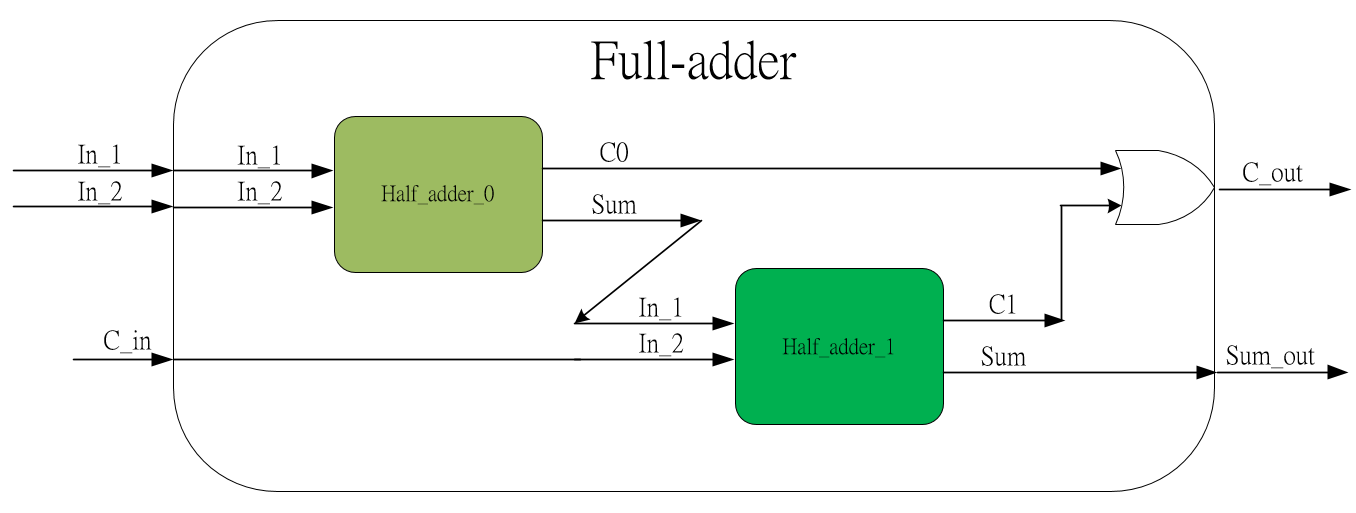 Full-adder
In_1
In_1
C0
C_out
In_2
In_2
Half_adder_0
Sum
In_1
C1
C_in
In_2
Half_adder_1
Sum
Sum_out